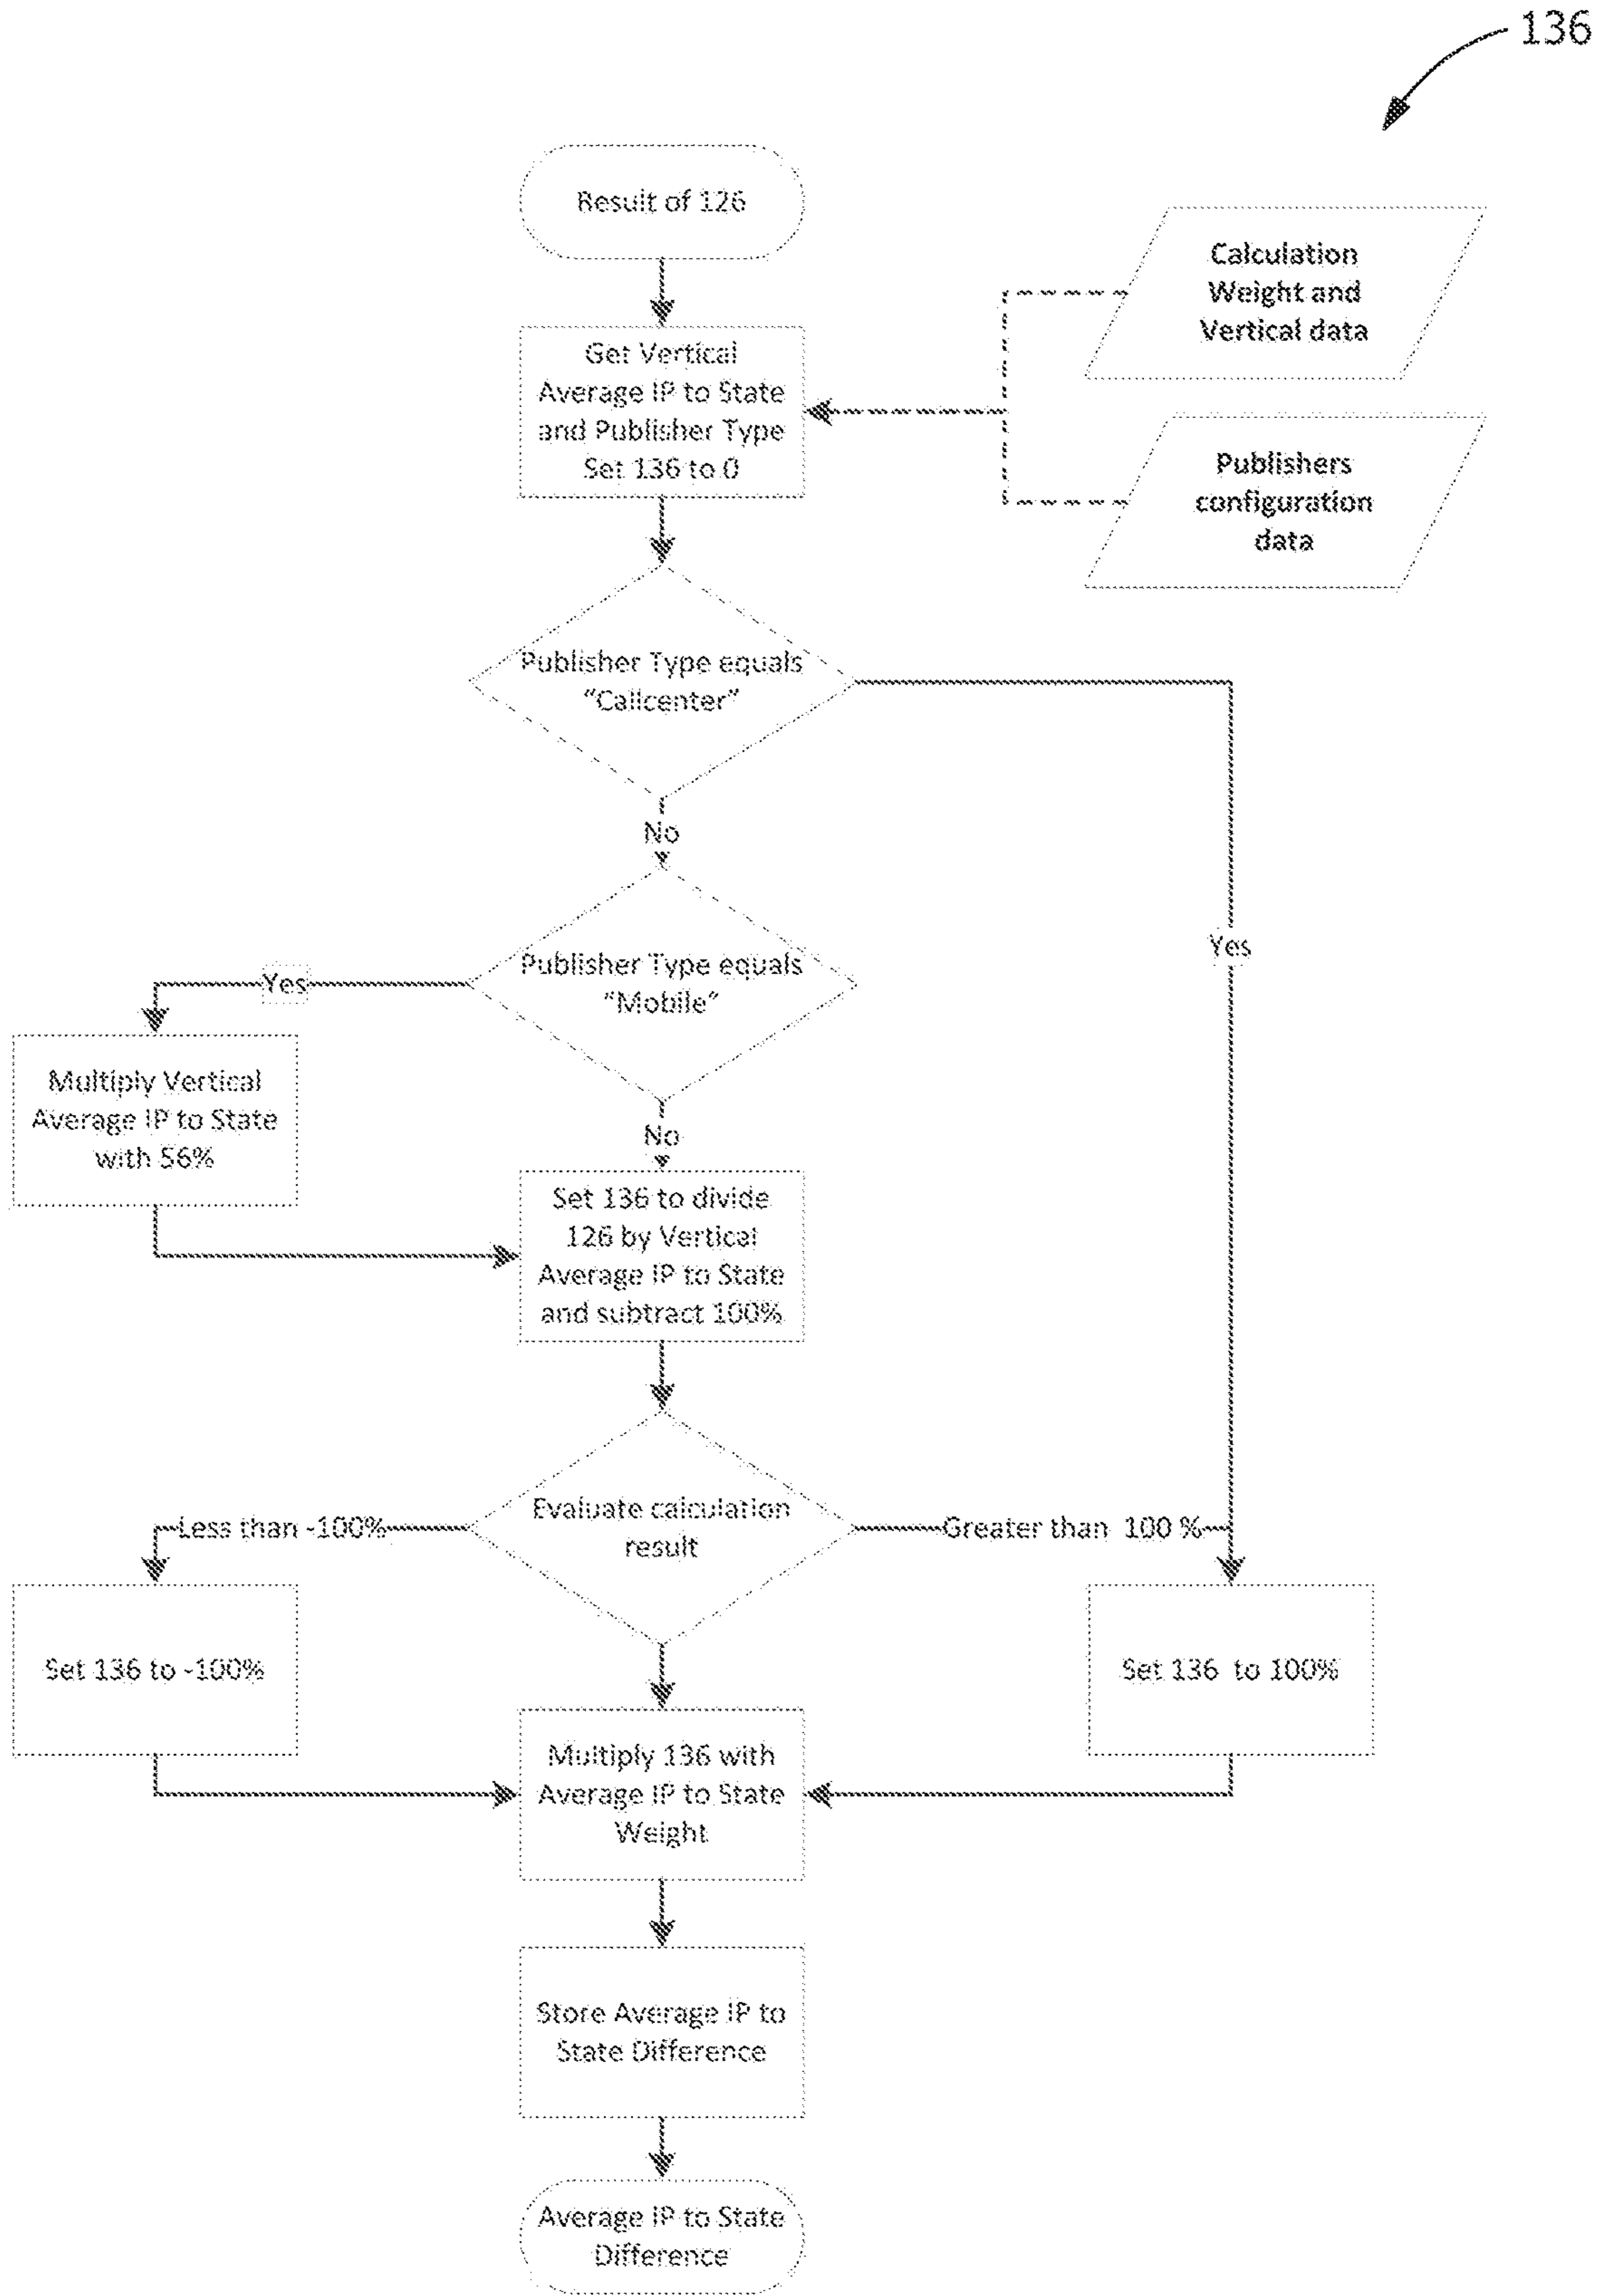 136
Result of 126
Calculation
Weight and
Vertical data
Get Vertical
Average IP to State
and Publisher Type
Set 136 to 0
Publishers
configuration
data
Publisher Type equals
“Callcenter”
No
Yes
Publisher Type equals
“Mobile”
Yes
Multiply Vertical
Average IP to State
with 56%
No
Set 136 to divide
126 by Vertical
Average IP to State
and subtract 100%
Evaluate calculation
result
Less than -100%
Greater than 100 %
Set 136 to -100%
Set 136 to 100%
Multiply 136 with
Average IP to State
Weight
Store Average IP to
State Difference
Average IP to State
Difference